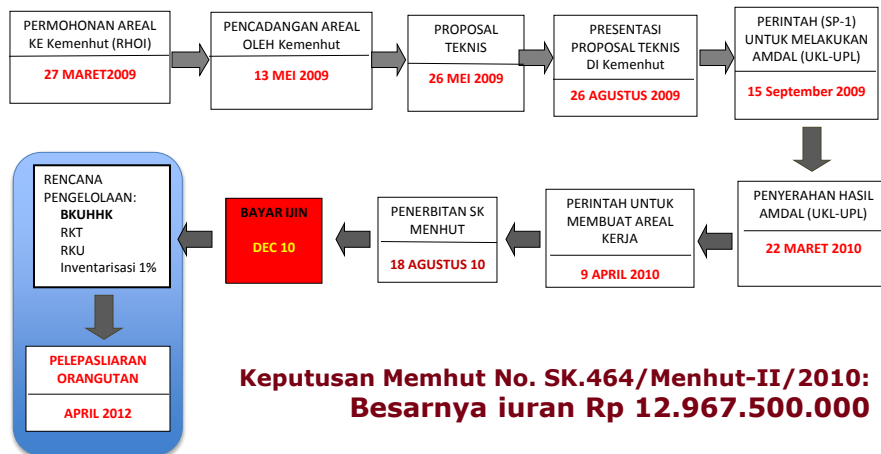 PERMOHONAN AREAL
KE Kemenhut (RHOI)
27 MARET2009
PENCADANGAN AREAL
OLEH Kemenhut
13 MEI 2009
PROPOSAL
TEKNIS
26 MEI 2009
PRESENTASI
PROPOSAL TEKNIS
DI Kemenhut
26 AGUSTUS 2009
PERINTAH (SP-1)
UNTUK MELAKUKAN
AMDAL (UKL-UPL)
15 September 2009
PENYERAHAN HASIL
AMDAL (UKL-UPL)
22 MARET 2010
PERINTAH UNTUK
MEMBUAT AREAL
KERJA
9 APRIL 2010
PENERBITAN SK
MENHUT
18 AGUSTUS 10
BAYAR IJIN
DEC 10
RENCANA
PENGELOLAAN:
BKUHHK
RKT
RKU
Inventarisasi 1%
PELEPASLIARAN
ORANGUTAN
APRIL 2012
Keputusan Memhut No. SK.464/Menhut-II/2010:
Besarnya iuran Rp 12.967.500.000